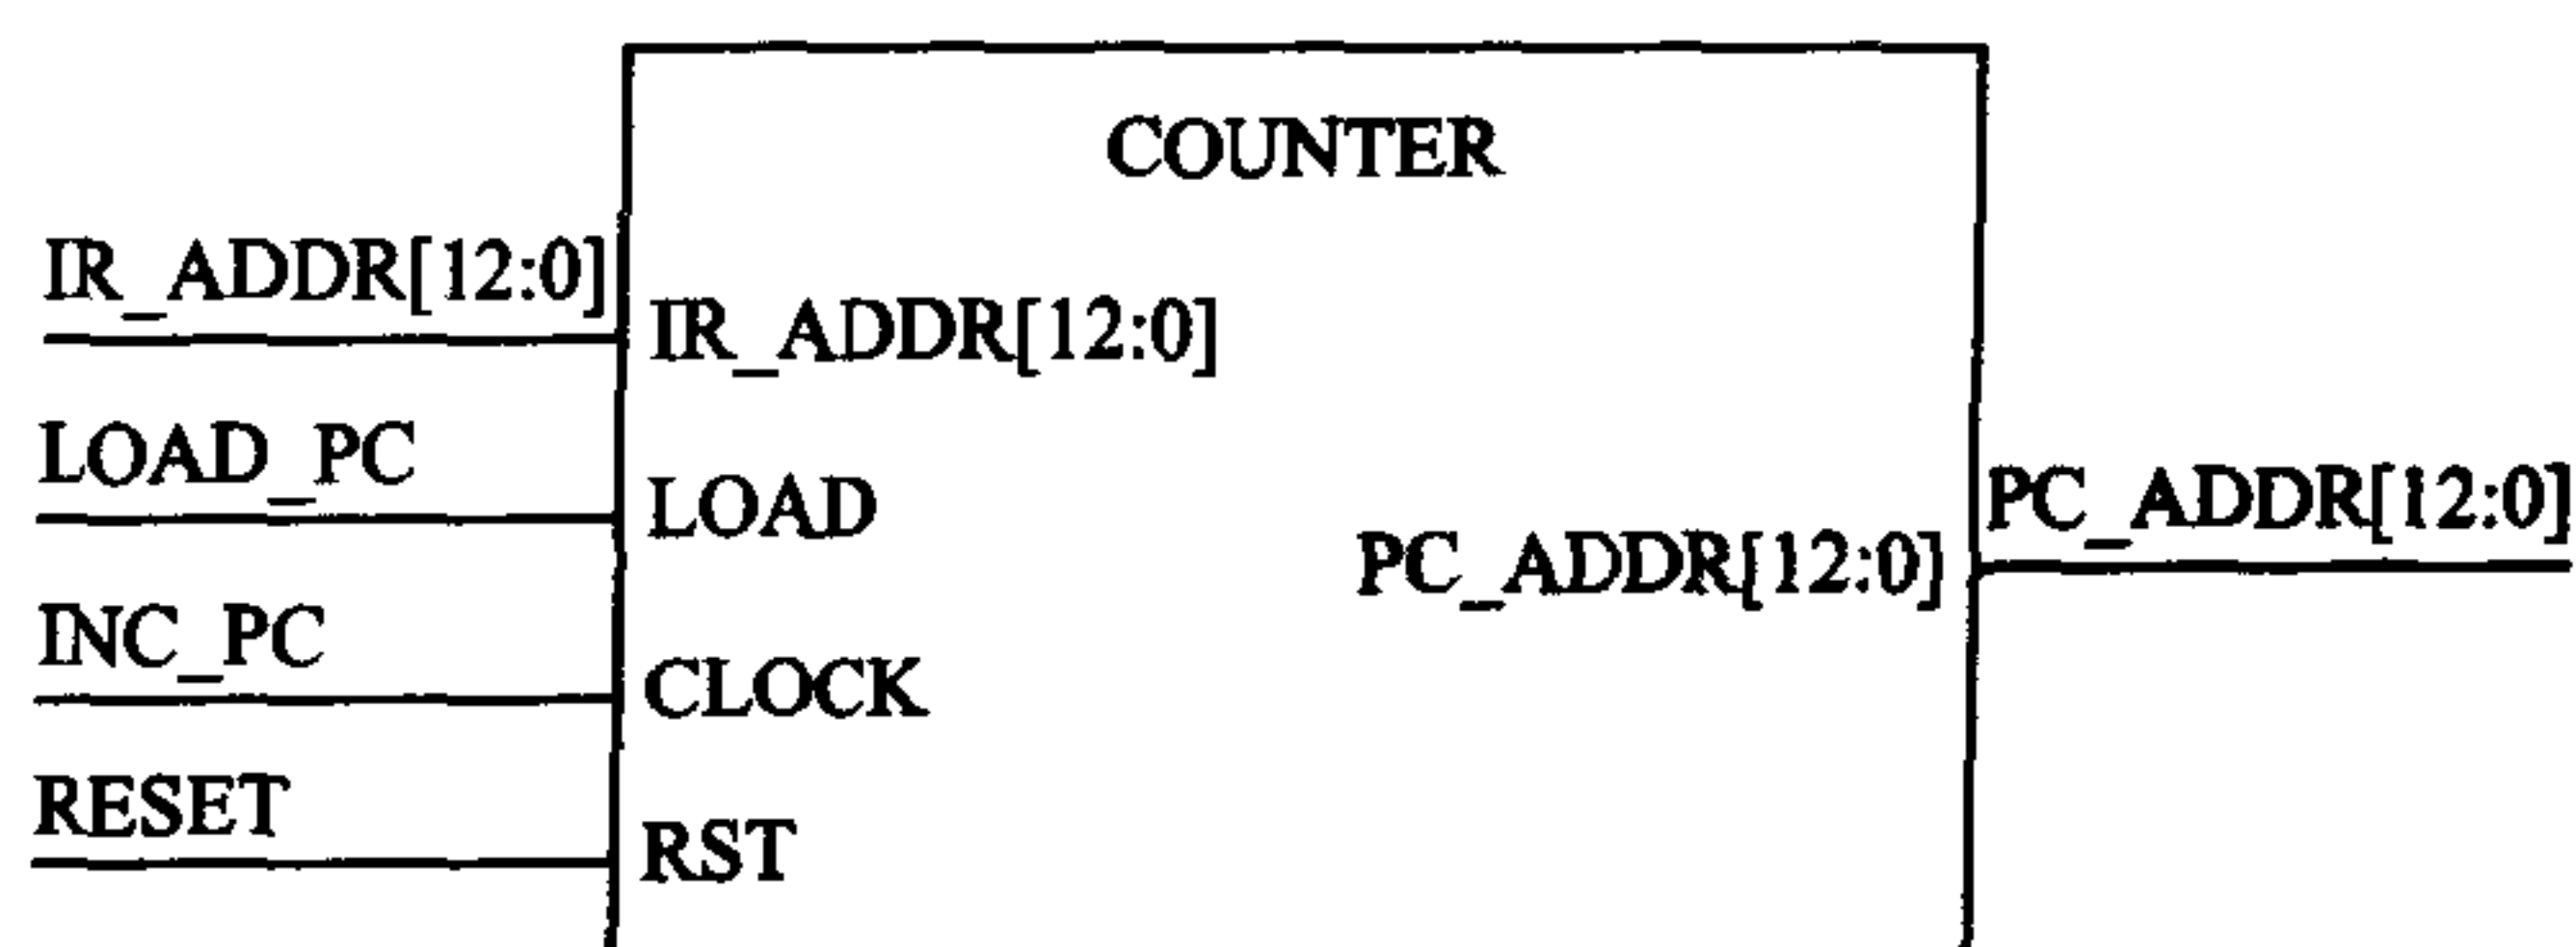 COUNTER
IR_ADDR[12:0]
IR_ADDR[12:0]
LOAD_PC
LOAD
PC_ADDR[12:0]
PC_ADDR[12:0]
INC_PC
CLOCK
RESET
RST